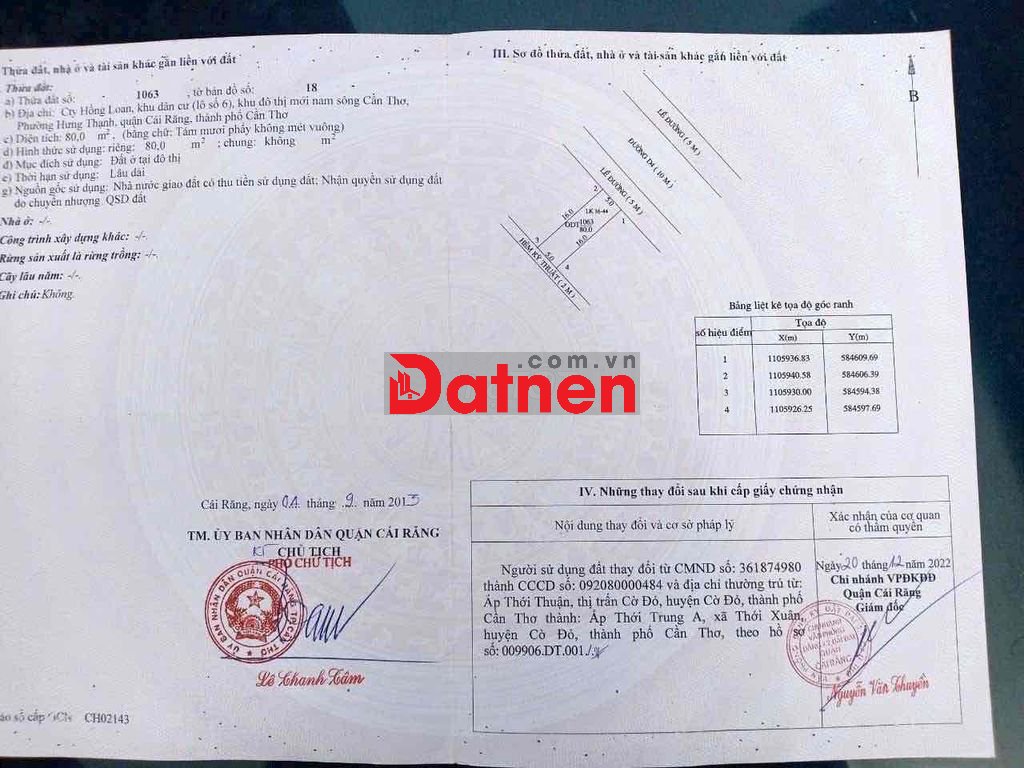 Thửa đất, nhà ở và tài sản khác gắn liền với đất
Thửa đất:
a) Thửa đất số: 1063, tờ bản đồ số: 18
b) Địa chỉ: Cty Hồng Loan, khu dân cư (lô số 6), khu đô thị mới nam sông Cần Thơ,
Phường Hưng Thạnh, quận Cái Răng, thành phố Cần Thơ
c) Diện tích: 80,0 m², (bằng chữ: Tám mươi phẩy không mét vuông)
d) Hình thức sử dụng: riêng: 80,0 m² ; chung: không m²
đ) Mục đích sử dụng: Đất ở tại đô thị
e) Thời hạn sử dụng: Lâu dài
g) Nguồn gốc sử dụng: Nhà nước giao đất có thu tiền sử dụng đất; Nhận quyền sử dụng đất
do chuyển nhượng QSD đất
Nhà ở: -/-.
Công trình xây dựng khác: -/-.
Rừng sản xuất là rừng trồng: -/-.
Cây lâu năm: -/-.
Ghi chú: Không.
Cái Răng, ngày 04 tháng 9 năm 2013
TM. ỦY BAN NHÂN DÂN QUẬN CÁI RĂNG
KT CHỦ TỊCH
PHÓ CHỦ TỊCH
Lê Thanh Tâm
CH02143
III. Sơ đồ thửa đất, nhà ở và tài sản khác gắn liền với đất
B
LỀ ĐƯỜNG (5 M)
ĐƯỜNG D4 (10 M)
LỀ ĐƯỜNG (5 M)
2
5.0
1
LK 16-44
16.0
ODT 1063
80.0
16.0
5.0
4
HẺM KỸ THUẬT (2 M)
Bảng liệt kê tọa độ góc ranh
số hiệu điểm Tọa độ
X(m) Y(m)
1 1105936.83 584609.69
2 1105940.58 584606.39
3 1105930.00 584594.38
4 1105926.25 584597.69
.com.vn
Datnen
IV. Những thay đổi sau khi cấp giấy chứng nhận
Nội dung thay đổi và cơ sở pháp lý
Xác nhận của cơ quan
có thẩm quyền
Người sử dụng đất thay đổi từ CMND số: 361874980
thành CCCD số: 092080000484 và địa chỉ thường trú từ:
Ấp Thới Thuận, thị trấn Cờ Đỏ, huyện Cờ Đỏ, thành phố
Cần Thơ thành: Ấp Thới Trung A, xã Thới Xuân,
huyện Cờ Đỏ, thành phố Cần Thơ, theo hồ sơ
số: 009906.DT.001./.
Ngày 20 tháng 12 năm 2022
Chi nhánh VPĐKĐĐ
Quận Cái Răng
Giám đốc
Nguyễn Văn Thuyền